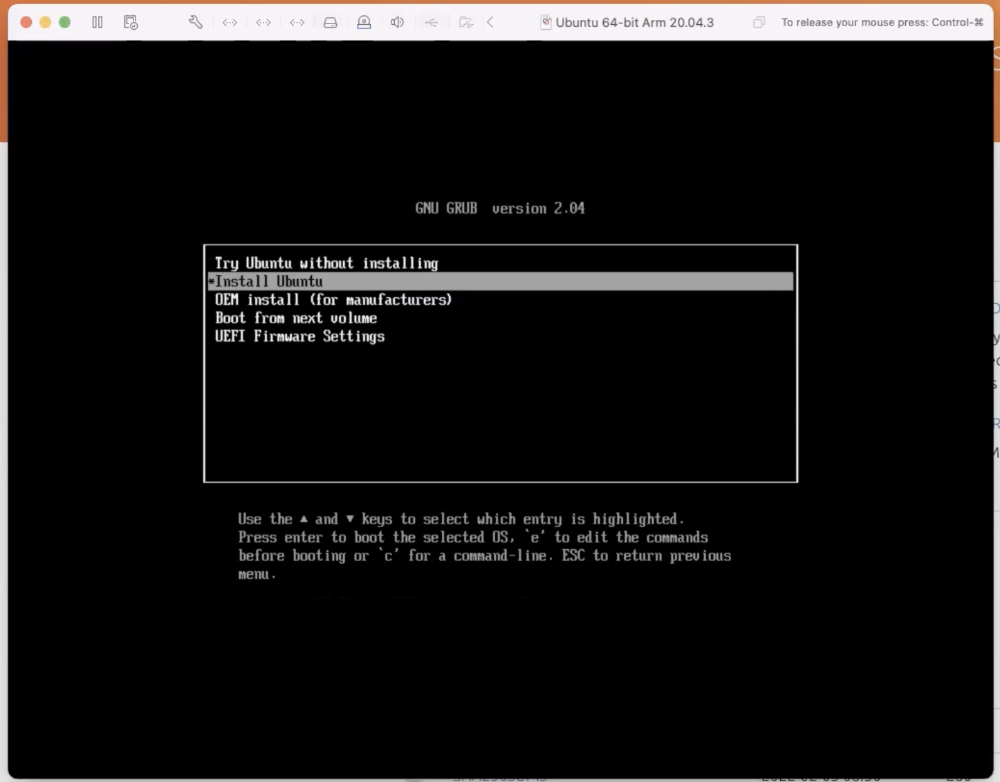 Ubuntu 64-bit Arm 20.04.3
To release your mouse press: Control-⌘
GNU GRUB version 2.04
Try Ubuntu without installing
*Install Ubuntu
OEM install (for manufacturers)
Boot from next volume
UEFI Firmware Settings
Use the ▲ and ▼ keys to select which entry is highlighted.
Press enter to boot the selected OS, `e' to edit the commands
before booting or `c' for a command-line. ESC to return previous
menu.